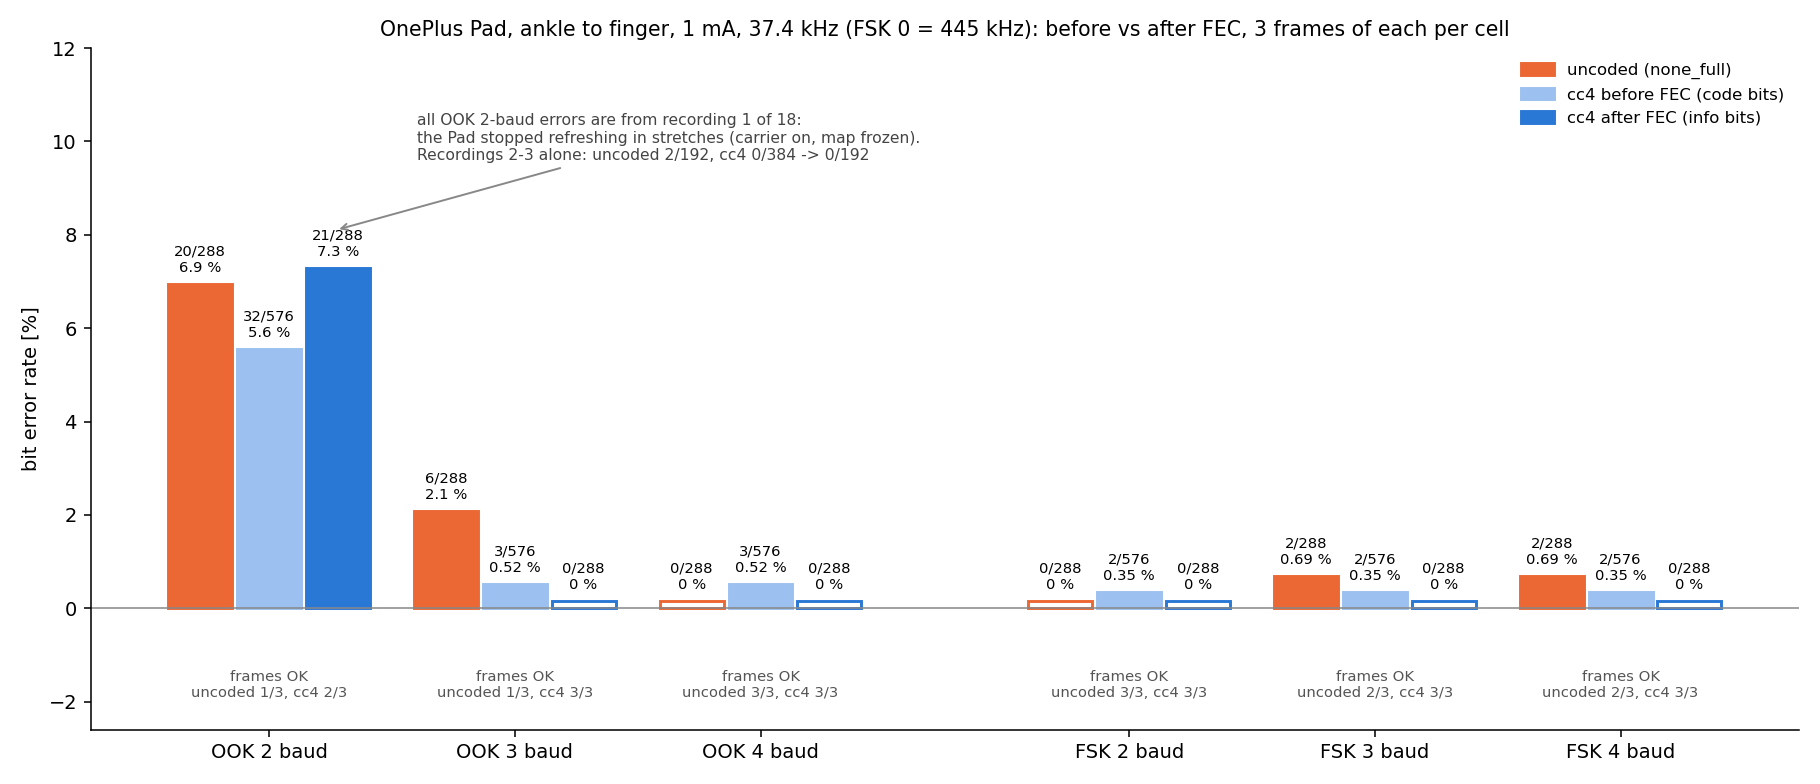 OnePlus Pad, ankle to finger, 1 mA, 37.4 kHz (FSK 0 = 445 kHz): before vs after FEC, 3 frames of each per cell
uncoded (none_full)
cc4 before FEC (code bits)
cc4 after FEC (info bits)
all OOK 2-baud errors are from recording 1 of 18:
the Pad stopped refreshing in stretches (carrier on, map frozen).
Recordings 2-3 alone: uncoded 2/192, cc4 0/384 -> 0/192
bit error rate [%]
12
10
8
6
4
2
0
−2
20/288
6.9 %
32/576
5.6 %
21/288
7.3 %
6/288
2.1 %
3/576
0.52 %
0/288
0 %
0/288
0 %
3/576
0.52 %
0/288
0 %
0/288
0 %
2/576
0.35 %
0/288
0 %
2/288
0.69 %
2/576
0.35 %
0/288
0 %
2/288
0.69 %
2/576
0.35 %
0/288
0 %
frames OK
uncoded 1/3, cc4 2/3
frames OK
uncoded 1/3, cc4 3/3
frames OK
uncoded 3/3, cc4 3/3
frames OK
uncoded 3/3, cc4 3/3
frames OK
uncoded 2/3, cc4 3/3
frames OK
uncoded 2/3, cc4 3/3
OOK 2 baud
OOK 3 baud
OOK 4 baud
FSK 2 baud
FSK 3 baud
FSK 4 baud